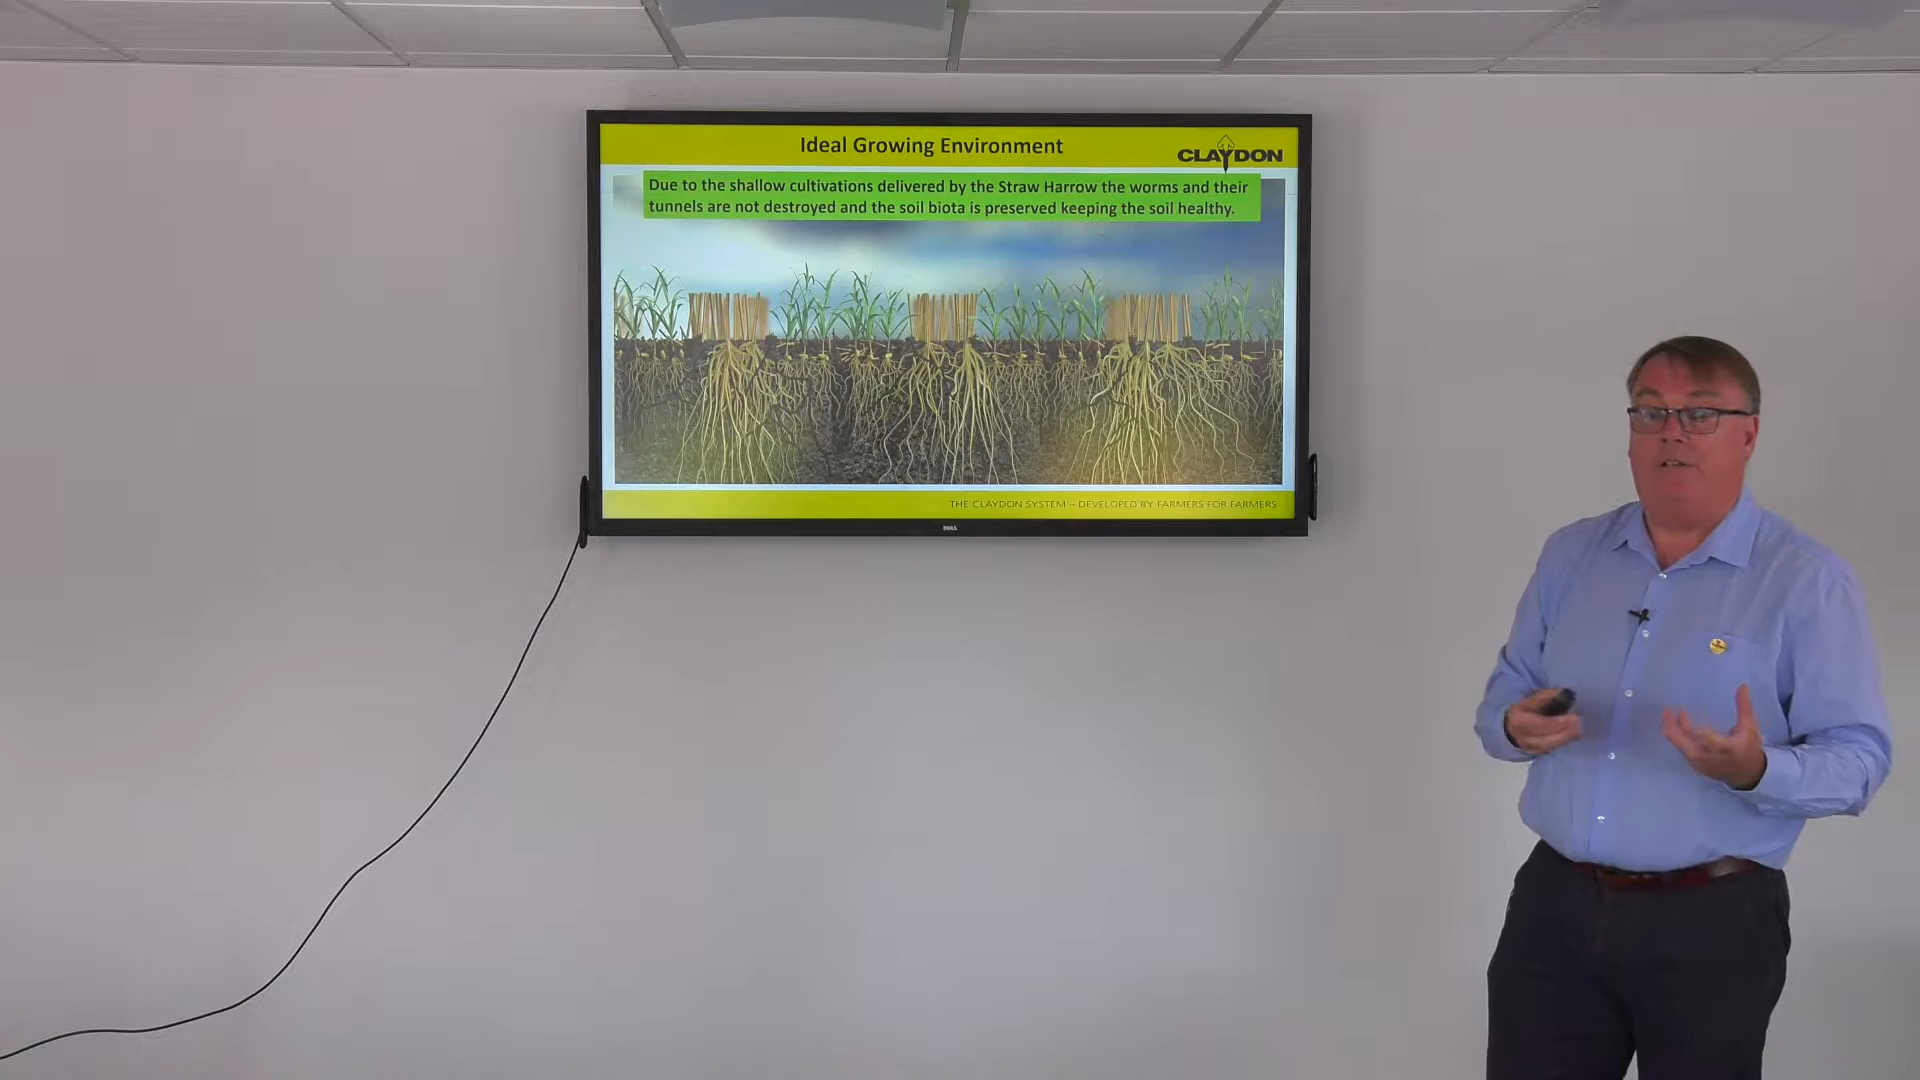 Ideal Growing Environment
CLAYDON
Due to the shallow cultivations delivered by the Straw Harrow the worms and their
tunnels are not destroyed and the soil biota is preserved keeping the soil healthy.
THE CLAYDON SYSTEM – DEVELOPED BY FARMERS FOR FARMERS
DELL